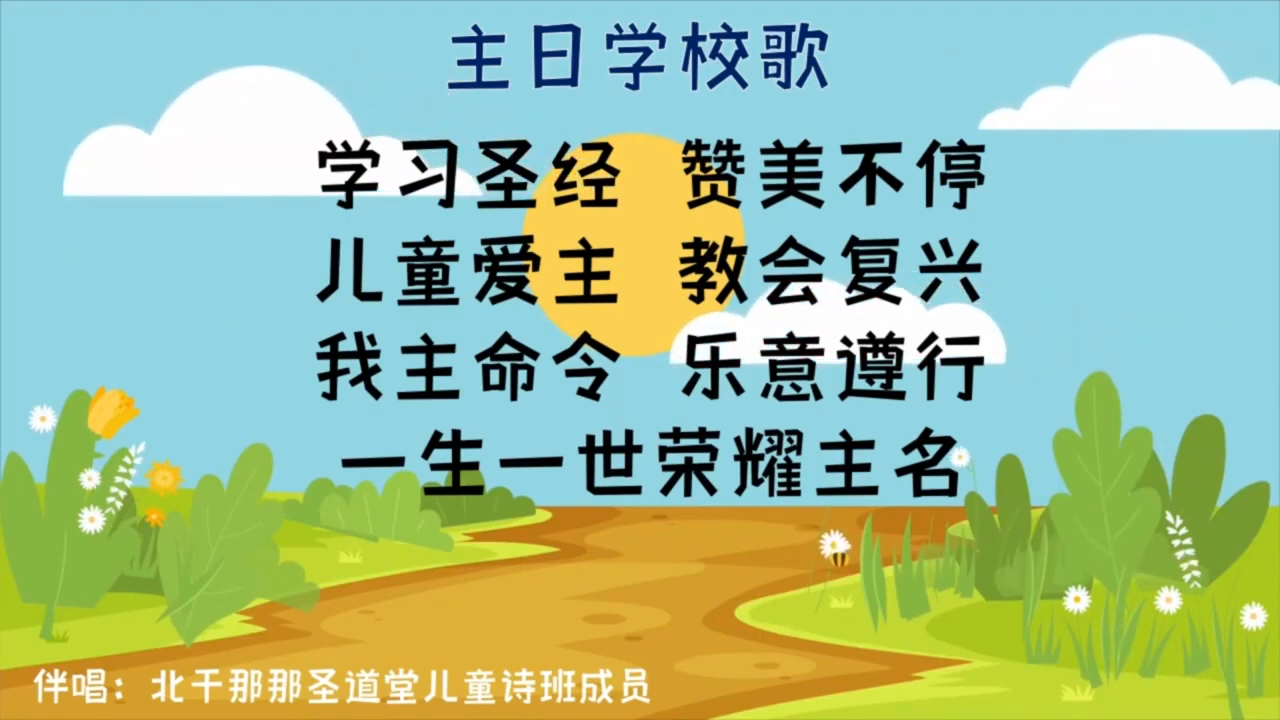 主日学校歌
学习圣经 赞美不停
儿童爱主 教会复兴
我主命令 乐意遵行
一生一世荣耀主名
伴唱：北干那那圣道堂儿童诗班成员